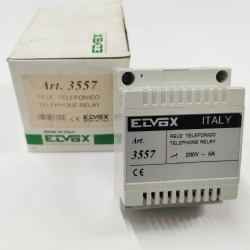 Art. 3557
RELE' TELEFONICO
TELEPHONE RELAY
CE
ELVOX
MADE IN ITALY
ELVOX ITALY
RELE' TELEFONICO
TELEPHONE RELAY
Art.
3557
230V - 5A
CE